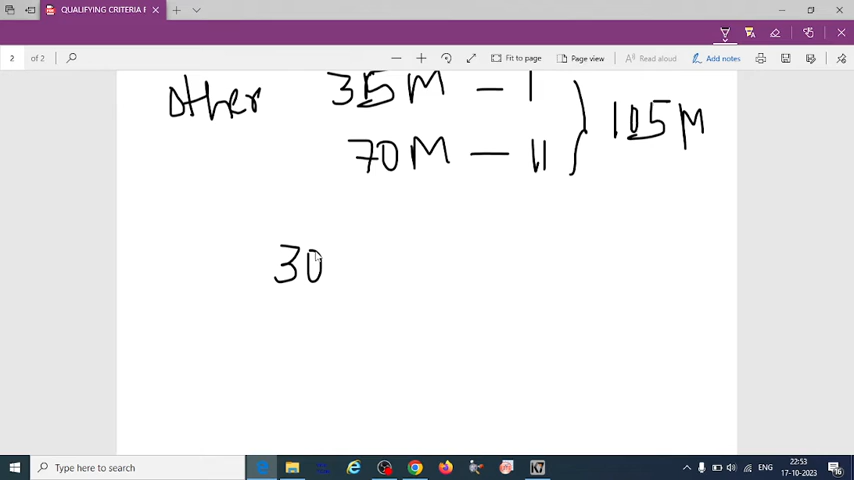 QUALIFYING CRITERIA F
2 of 2
Fit to page
Page view
Read aloud
Add notes
other 35M - I
105M
70M - II
30
Type here to search
ENG
22:53
17-10-2023
16